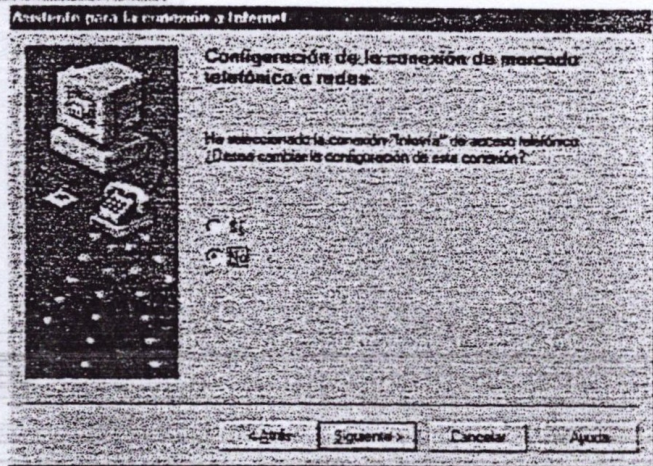 Asistente para la conexión a Internet
Configuración de la conexión de marcado
telefónico a redes
Ha seleccionado la conexión "Infovía" de acceso telefónico.
¿Desea cambiar la configuración de esta conexión?
Sí
No
< Atrás
Siguiente >
Cancelar
Ayuda